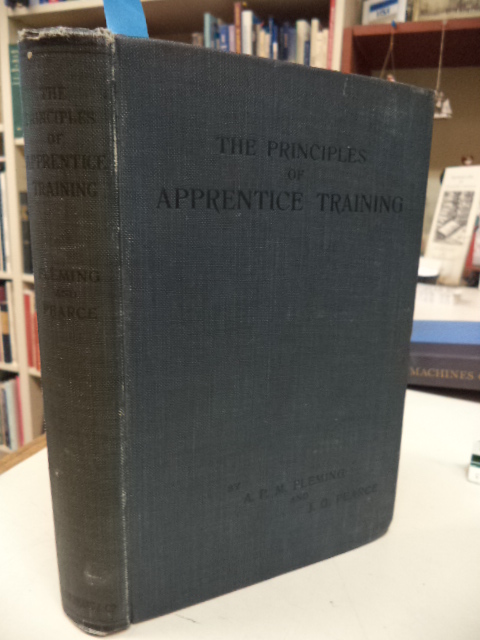 THE
PRINCIPLES
OF
APPRENTICE
TRAINING
FLEMING
AND
PEARCE
THE PRINCIPLES
OF
APPRENTICE TRAINING
BY
A. P. M. FLEMING
AND
J. G. PEARCE
MACHINES